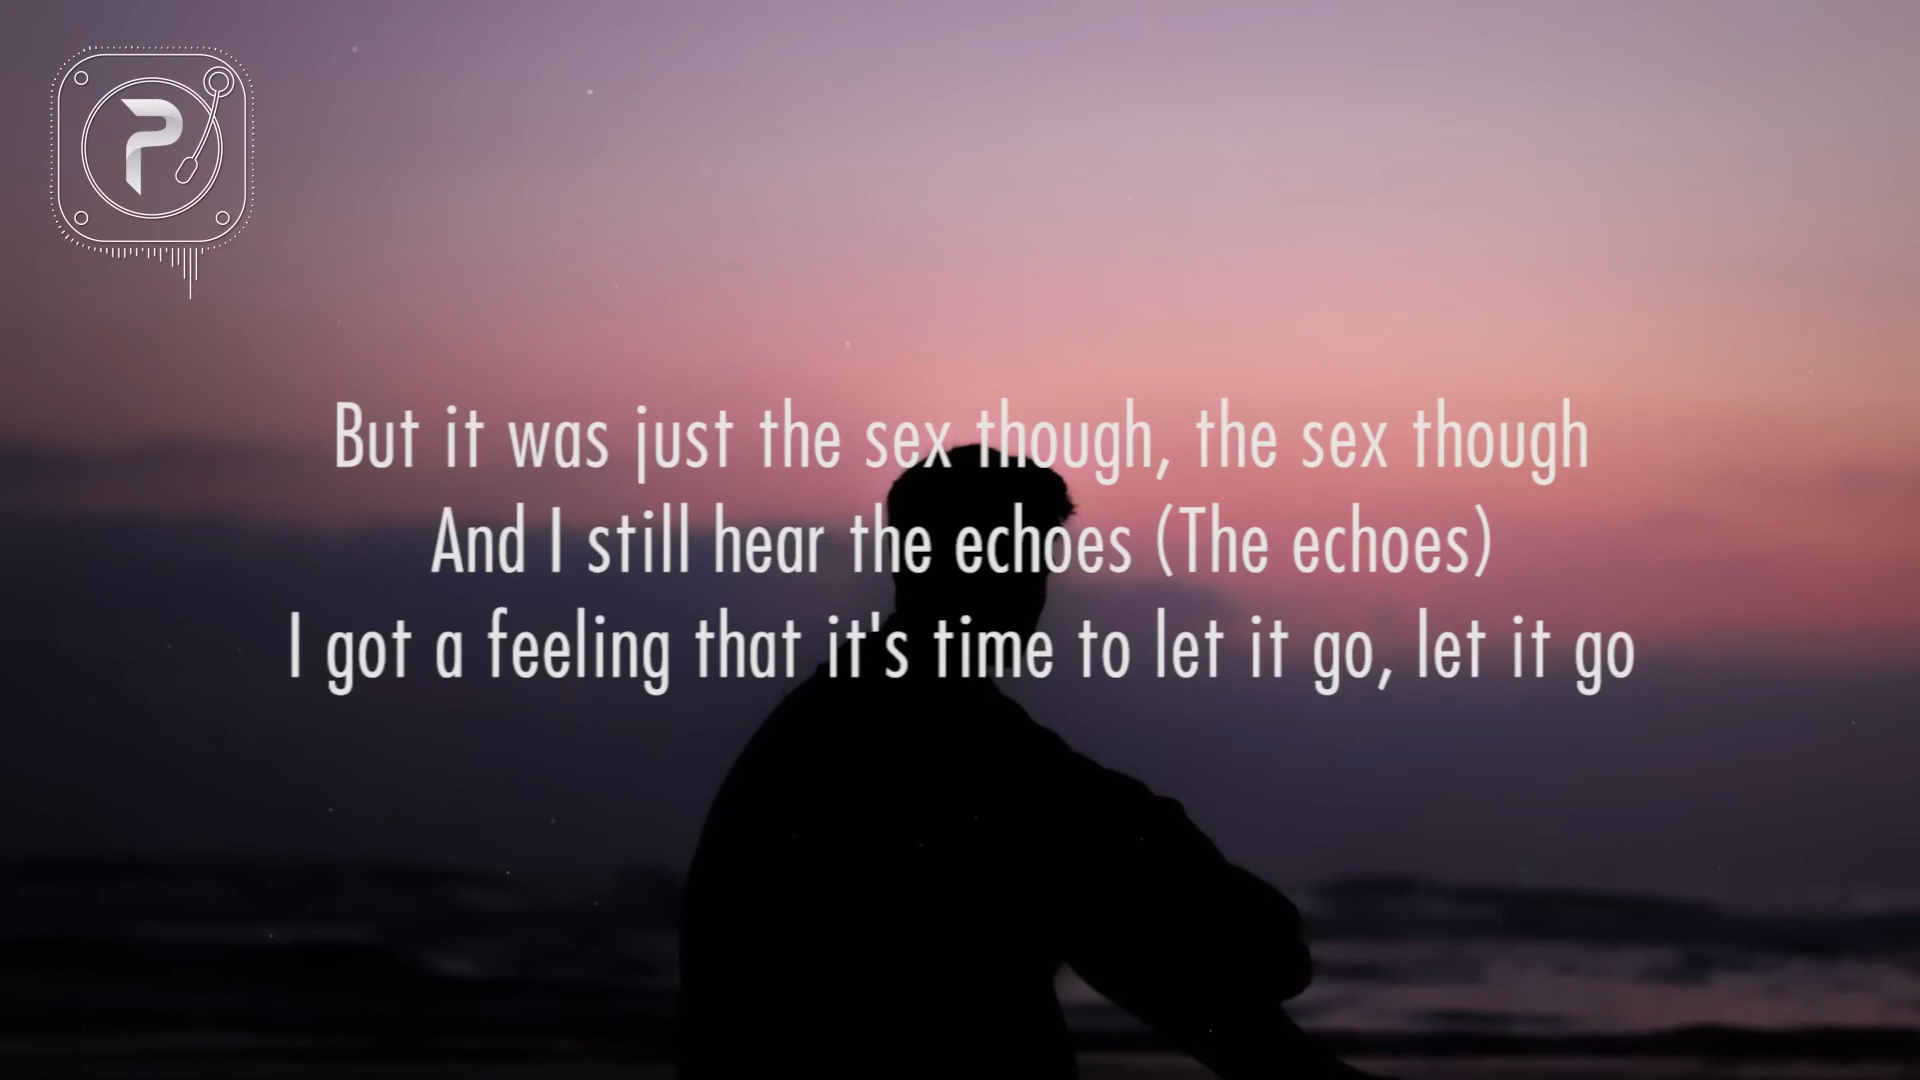 P
But it was just the sex though, the sex though
And I still hear the echoes (The echoes)
I got a feeling that it's time to let it go, let it go